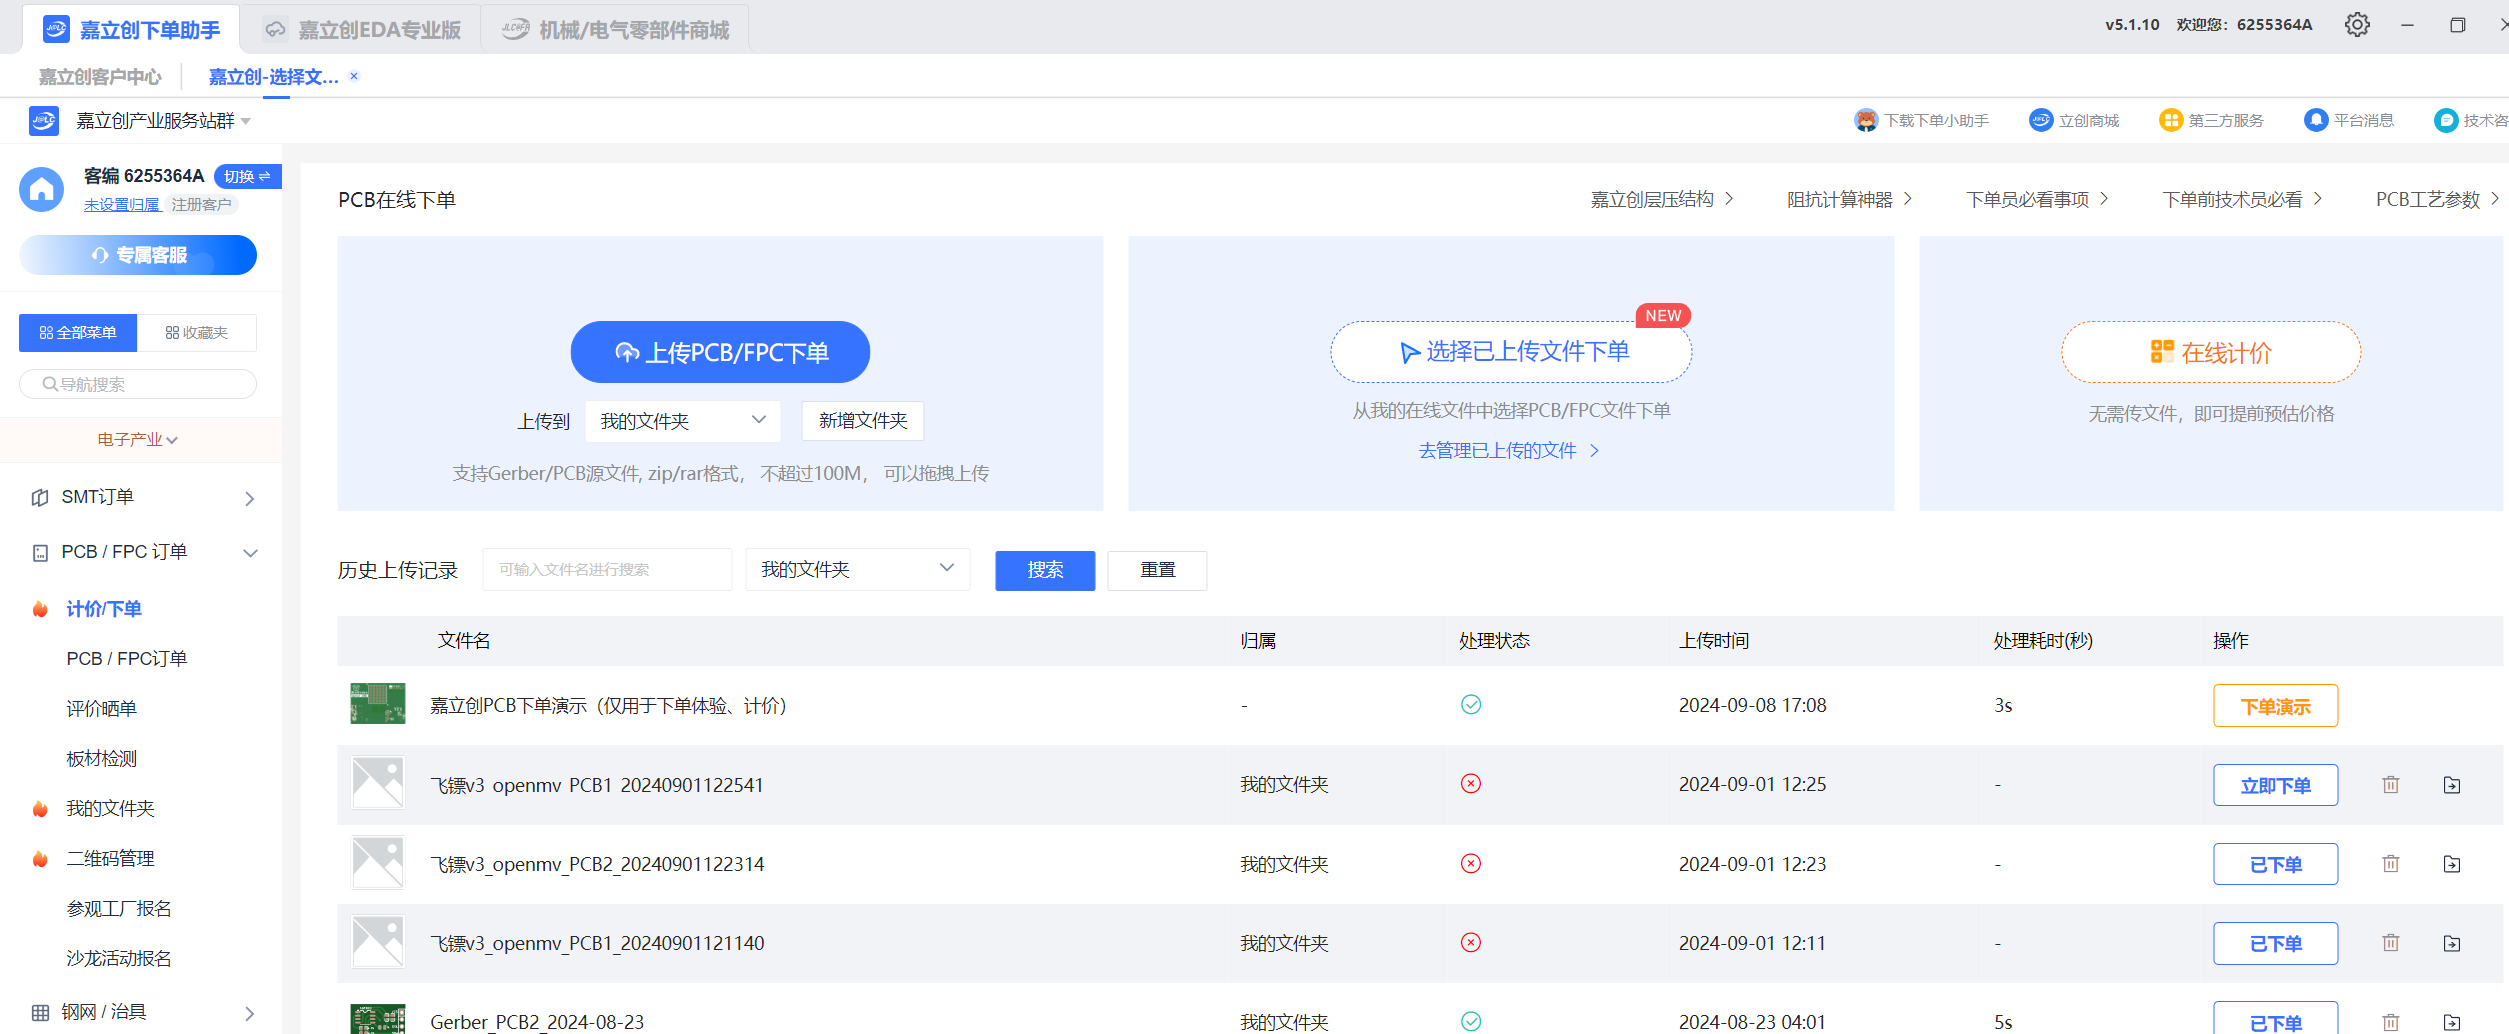 嘉立创下单助手 嘉立创EDA专业版 机械/电气零部件商城 v5.1.10 欢迎您：6255364A
嘉立创客户中心 嘉立创-选择文... ×
嘉立创产业服务站群 下载下单小助手 立创商城 第三方服务 平台消息 技术咨
客编 6255364A 切换
未设置归属 注册客户
专属客服
全部菜单 收藏夹
导航搜索
电子产业
SMT订单
PCB / FPC 订单
计价/下单
PCB / FPC订单
评价晒单
板材检测
我的文件夹
二维码管理
参观工厂报名
沙龙活动报名
钢网 / 治具
PCB在线下单 嘉立创层压结构 阻抗计算神器 下单员必看事项 下单前技术员必看 PCB工艺参数
上传PCB/FPC下单
上传到 我的文件夹 新增文件夹
支持Gerber/PCB源文件, zip/rar格式， 不超过100M， 可以拖拽上传
NEW
选择已上传文件下单
从我的在线文件中选择PCB/FPC文件下单
去管理已上传的文件
在线计价
无需传文件，即可提前预估价格
历史上传记录 可输入文件名进行搜索 我的文件夹 搜索 重置
文件名 归属 处理状态 上传时间 处理耗时(秒) 操作
嘉立创PCB下单演示（仅用于下单体验、计价） - 2024-09-08 17:08 3s 下单演示
飞镖v3_openmv_PCB1_20240901122541 我的文件夹 2024-09-01 12:25 - 立即下单
飞镖v3_openmv_PCB2_20240901122314 我的文件夹 2024-09-01 12:23 - 已下单
飞镖v3_openmv_PCB1_20240901121140 我的文件夹 2024-09-01 12:11 - 已下单
Gerber_PCB2_2024-08-23 我的文件夹 2024-08-23 04:01 5s 已下单